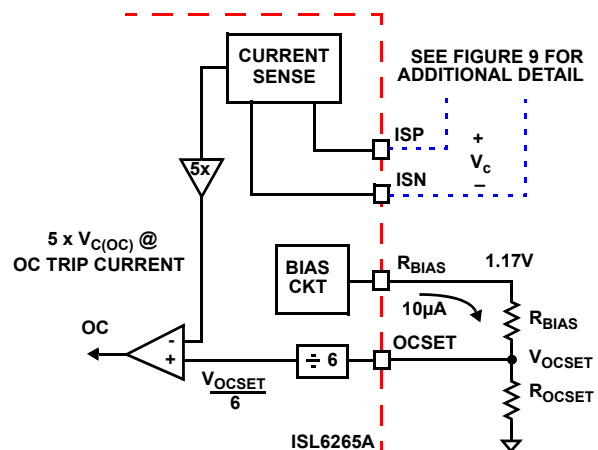 CURRENT
SENSE
SEE FIGURE 9 FOR
ADDITIONAL DETAIL
ISP
+
Vc
–
ISN
5x
5 x VC(OC) @
OC TRIP CURRENT
BIAS
CKT
RBIAS
1.17V
10µA
RBIAS
OC
-
+
VOCSET
6
÷ 6
OCSET
VOCSET
ROCSET
ISL6265A